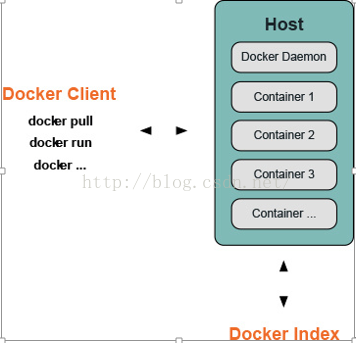 Host
Docker Daemon
Docker Client
Container 1
docker pull
docker run
Container 2
docker ...
Container 3
http://blog.csdn.net/
Container ...
Docker Index